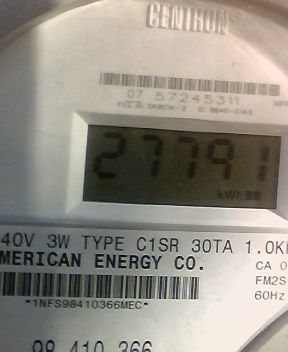 CENTRON®
07 57245311
27791
kWh
40V 3W TYPE C1SR 30TA 1.0K
MERICAN ENERGY CO.
CA 0
FM2S
*1NFS98410366MEC*
60Hz
98 410 366